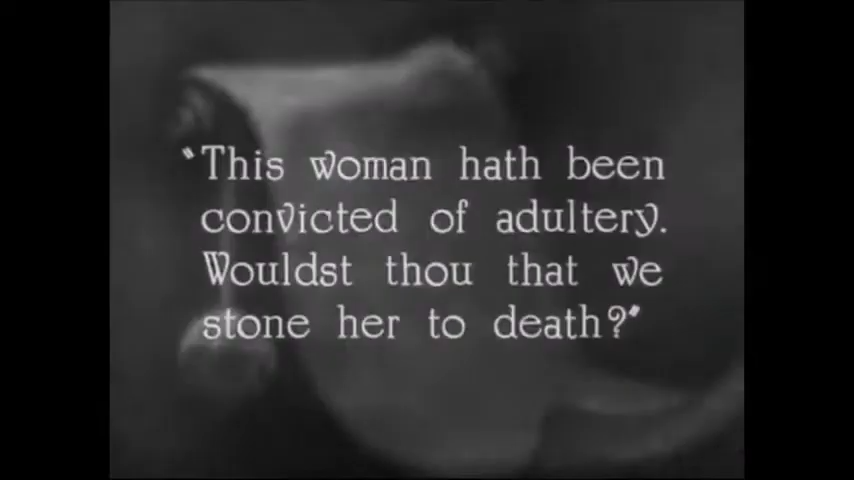 "This woman hath been
convicted of adultery.
Wouldst thou that we
stone her to death?"